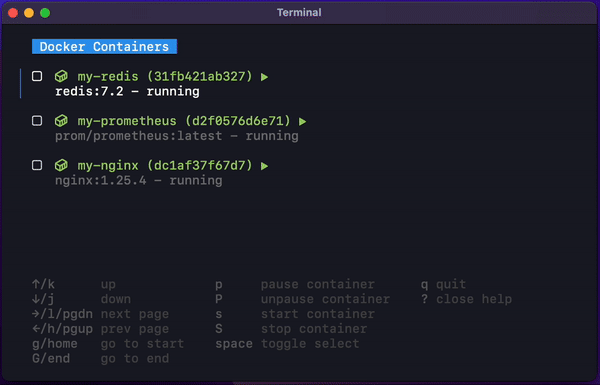 Terminal
Docker Containers
my-redis (31fb421ab327)
redis:7.2 - running
my-prometheus (d2f0576d6e71)
prom/prometheus:latest - running
my-nginx (dc1af37f67d7)
nginx:1.25.4 - running
↑/k up p pause container q quit
↓/j down P unpause container ? close help
→/l/pgdn next page s start container
←/h/pgup prev page S stop container
g/home go to start space toggle select
G/end go to end